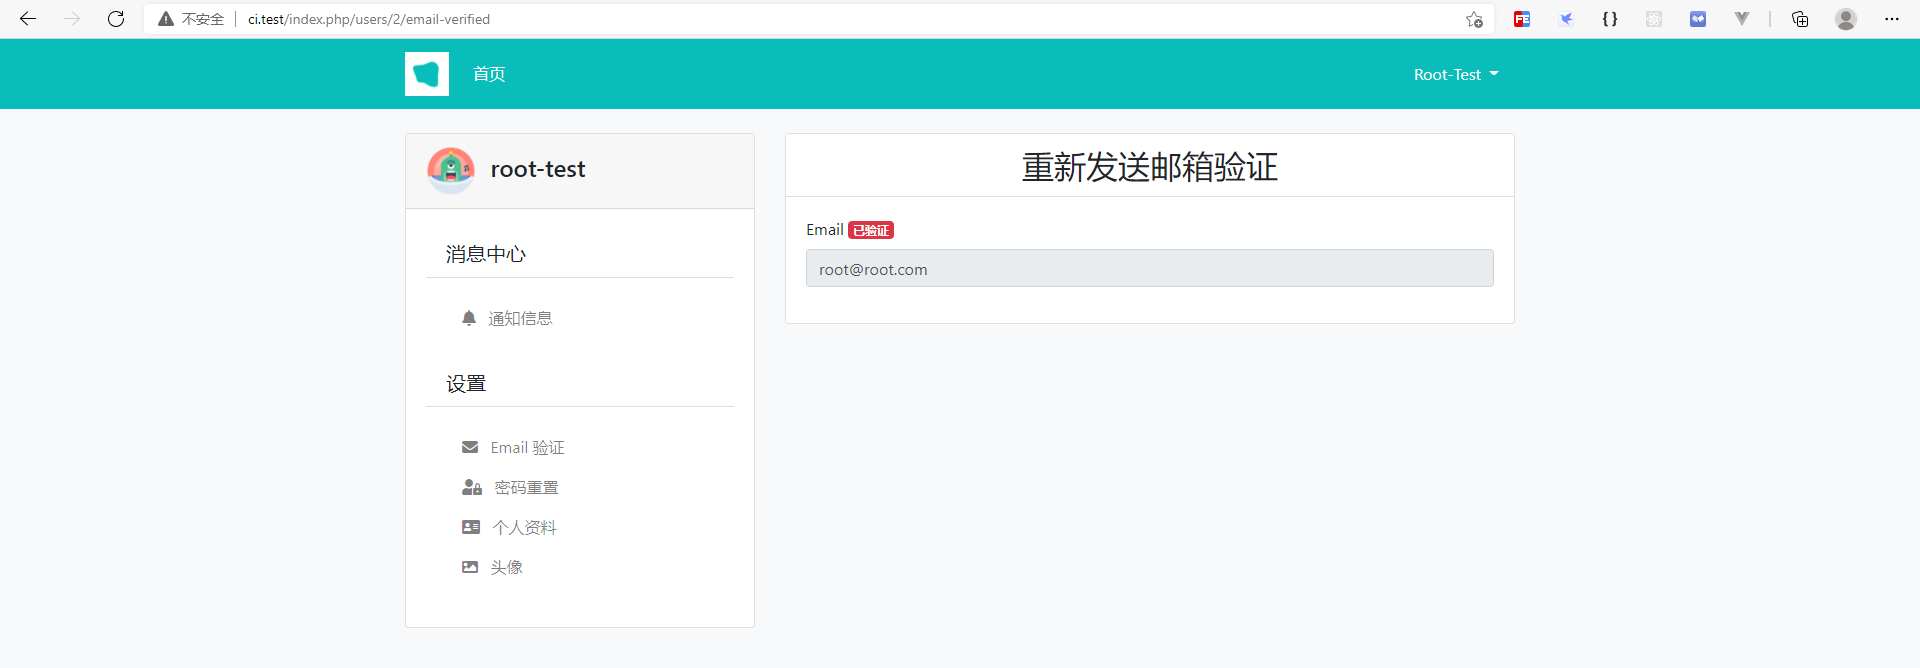 不安全 ci.test/index.php/users/2/email-verified
首页 Root-Test
root-test
消息中心
通知信息
设置
Email 验证
密码重置
个人资料
头像
重新发送邮箱验证
Email 已验证
root@root.com